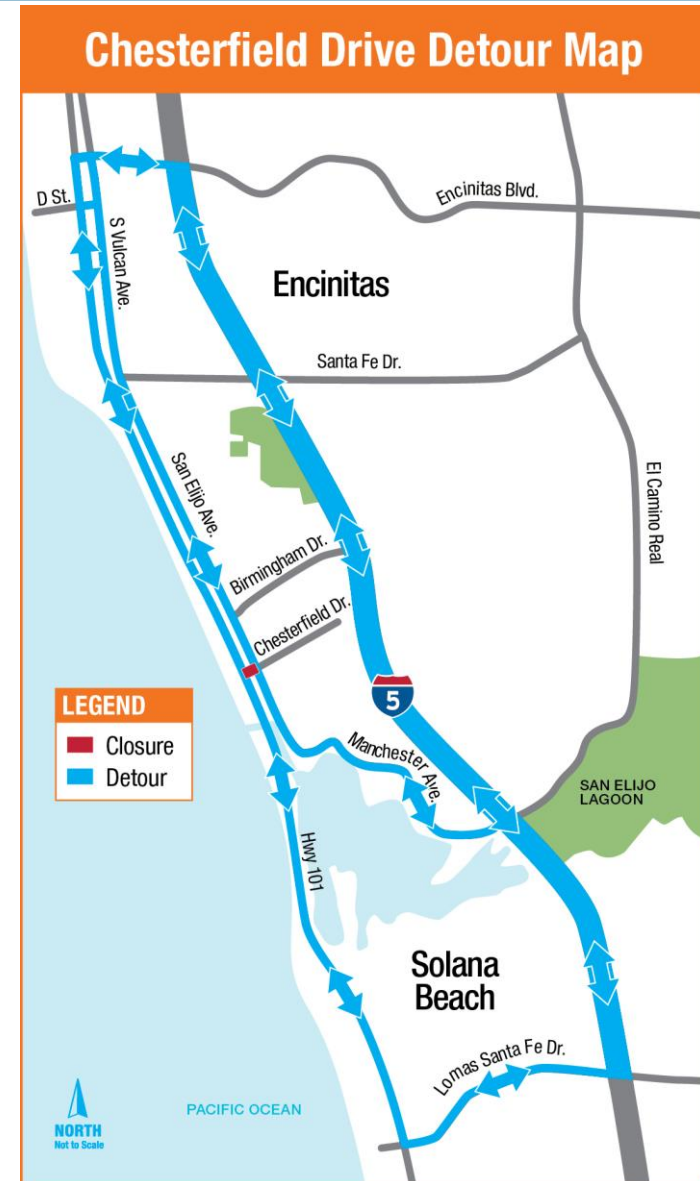 Chesterfield Drive Detour Map
D St.
Encinitas Blvd.
S Vulcan Ave.
Encinitas
Santa Fe Dr.
San Elijo Ave.
El Camino Real
Birmingham Dr.
Chesterfield Dr.
5
LEGEND
Closure
Detour
Manchester Ave.
SAN ELIJO
LAGOON
Hwy 101
Solana
Beach
Lomas Santa Fe Dr.
PACIFIC OCEAN
NORTH
Not to Scale